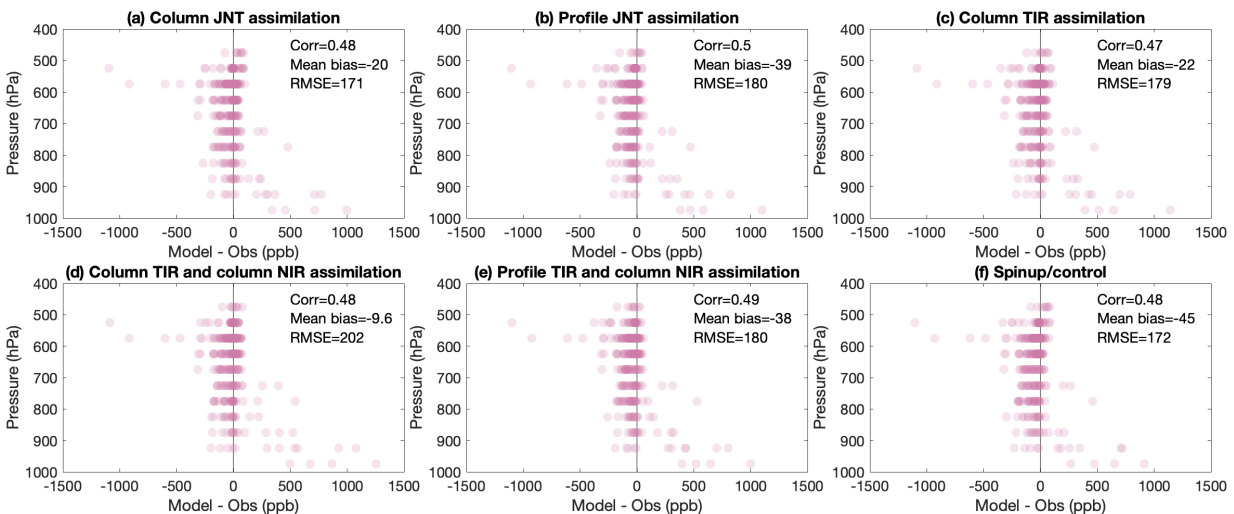 (a) Column JNT assimilation
400
500
600
700
800
900
1000
Pressure (hPa)
-1500 -1000 -500 0 500 1000 1500
Model - Obs (ppb)
Corr=0.48
Mean bias=-20
RMSE=171
(b) Profile JNT assimilation
400
500
600
700
800
900
1000
Pressure (hPa)
-1500 -1000 -500 0 500 1000 1500
Model - Obs (ppb)
Corr=0.5
Mean bias=-39
RMSE=180
(c) Column TIR assimilation
400
500
600
700
800
900
1000
Pressure (hPa)
-1500 -1000 -500 0 500 1000 1500
Model - Obs (ppb)
Corr=0.47
Mean bias=-22
RMSE=179
(d) Column TIR and column NIR assimilation
400
500
600
700
800
900
1000
Pressure (hPa)
-1500 -1000 -500 0 500 1000 1500
Model - Obs (ppb)
Corr=0.48
Mean bias=-9.6
RMSE=202
(e) Profile TIR and column NIR assimilation
400
500
600
700
800
900
1000
Pressure (hPa)
-1500 -1000 -500 0 500 1000 1500
Model - Obs (ppb)
Corr=0.49
Mean bias=-38
RMSE=180
(f) Spinup/control
400
500
600
700
800
900
1000
Pressure (hPa)
-1500 -1000 -500 0 500 1000 1500
Model - Obs (ppb)
Corr=0.48
Mean bias=-45
RMSE=172